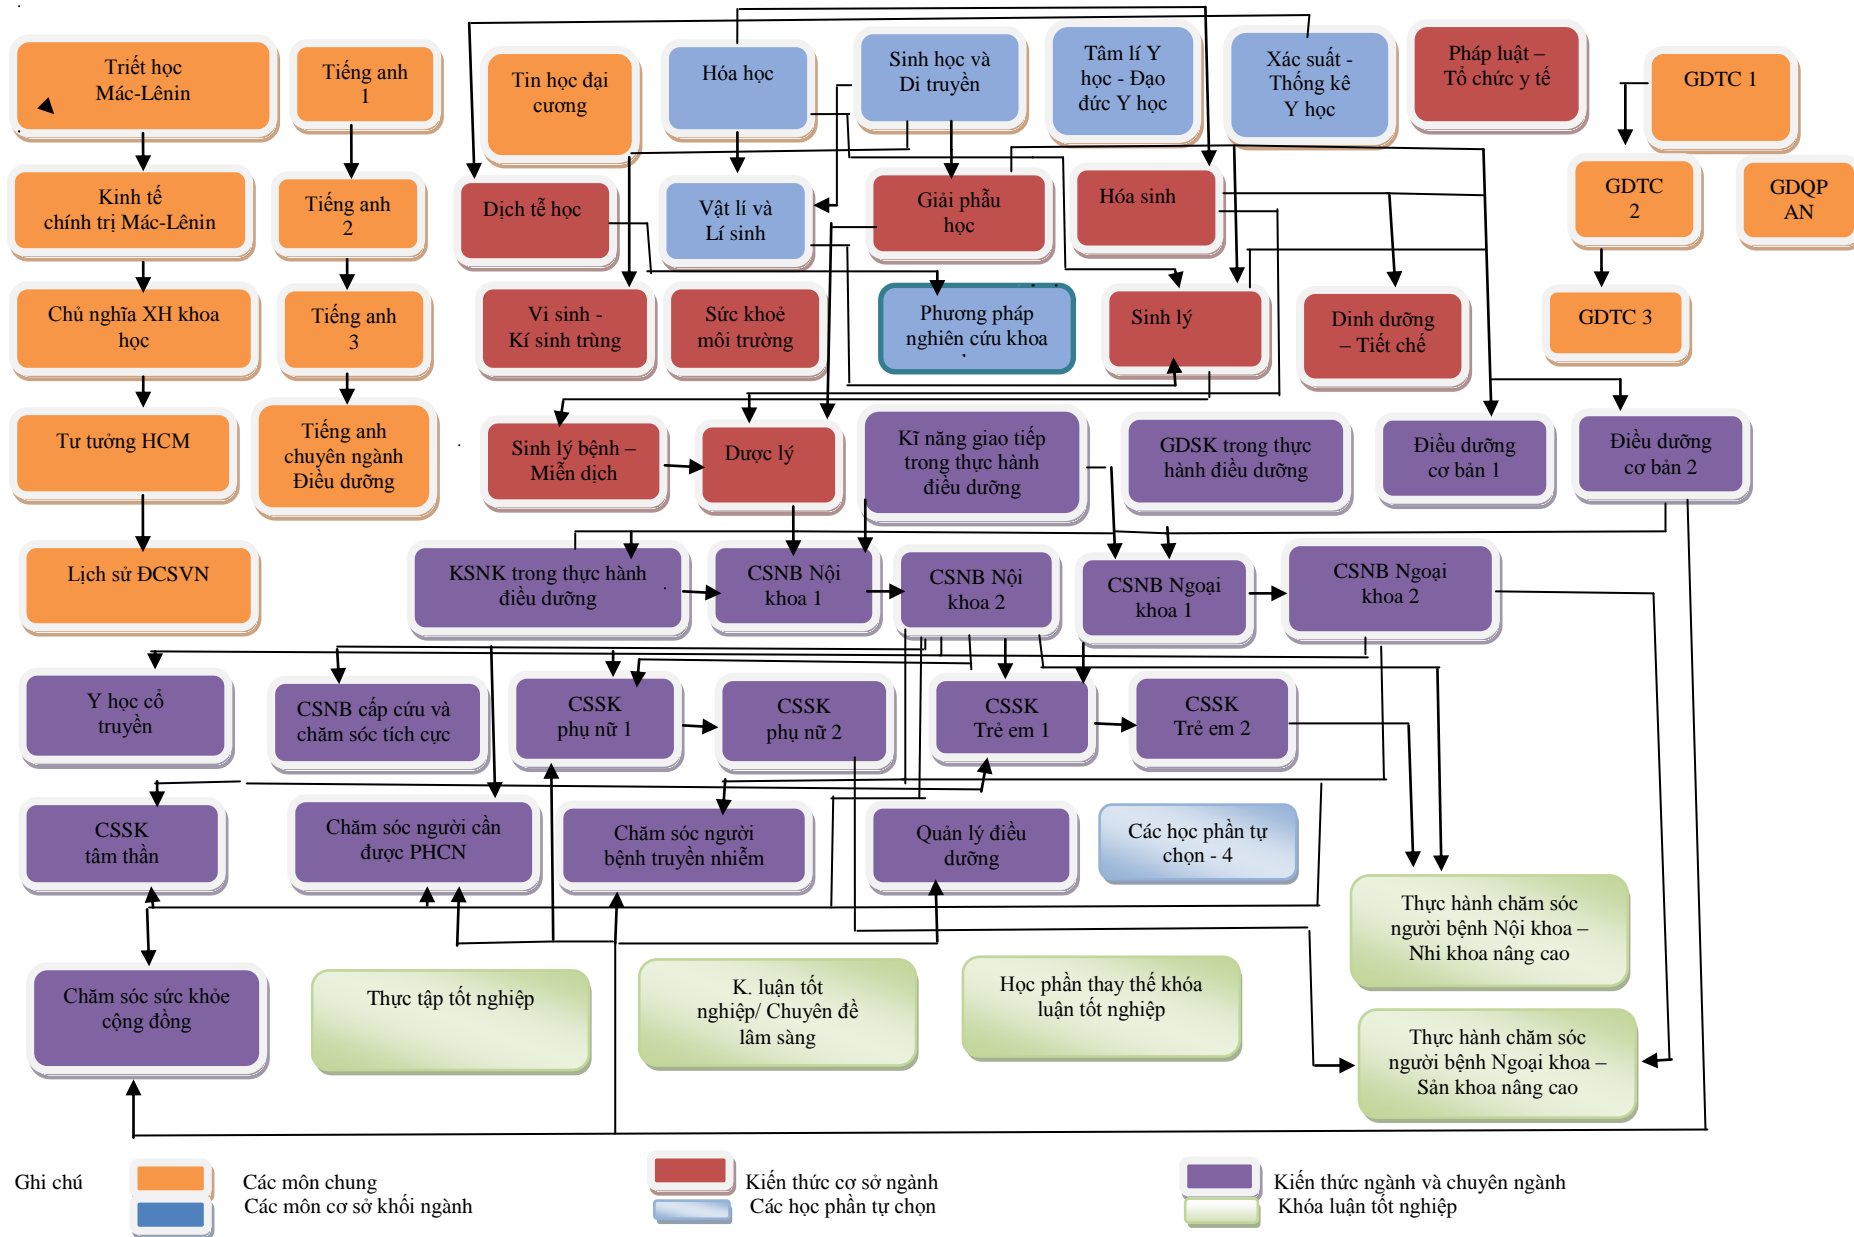 Triết học
Mác-Lênin
Tiếng anh
1
Tin học đại
cương
Hóa học
Sinh học và
Di truyền
Tâm lí Y
học - Đạo
đức Y học
Xác suất -
Thống kê
Y học
Pháp luật –
Tổ chức y tế
GDTC 1
Kinh tế
chính trị Mác-Lênin
Tiếng anh
2
Dịch tễ học
Vật lí và
Lí sinh
Giải phẫu
học
Hóa sinh
GDTC
2
GDQP
AN
Chủ nghĩa XH khoa
học
Tiếng anh
3
Vi sinh -
Kí sinh trùng
Sức khoẻ
môi trường
Phương pháp
nghiên cứu khoa
Sinh lý
Dinh dưỡng
– Tiết chế
GDTC 3
Tư tưởng HCM
Tiếng anh
chuyên ngành
Điều dưỡng
Sinh lý bệnh –
Miễn dịch
Dược lý
Kĩ năng giao tiếp
trong thực hành
điều dưỡng
GDSK trong thực
hành điều dưỡng
Điều dưỡng
cơ bản 1
Điều dưỡng
cơ bản 2
Lịch sử ĐCSVN
KSNK trong thực hành
điều dưỡng
CSNB Nội
khoa 1
CSNB Nội
khoa 2
CSNB Ngoại
khoa 1
CSNB Ngoại
khoa 2
Y học cổ
truyền
CSNB cấp cứu và
chăm sóc tích cực
CSSK
phụ nữ 1
CSSK
phụ nữ 2
CSSK
Trẻ em 1
CSSK
Trẻ em 2
CSSK
tâm thần
Chăm sóc người cần
được PHCN
Chăm sóc người
bệnh truyền nhiễm
Quản lý điều
dưỡng
Các học phần tự
chọn - 4
Thực hành chăm sóc
người bệnh Nội khoa –
Nhi khoa nâng cao
Chăm sóc sức khỏe
cộng đồng
Thực tập tốt nghiệp
K. luận tốt
nghiệp/ Chuyên đề
lâm sàng
Học phần thay thế khóa
luận tốt nghiệp
Thực hành chăm sóc
người bệnh Ngoại khoa –
Sản khoa nâng cao
Ghi chú
Các môn chung
Kiến thức cơ sở ngành
Kiến thức ngành và chuyên ngành
Các môn cơ sở khối ngành
Các học phần tự chọn
Khóa luận tốt nghiệp